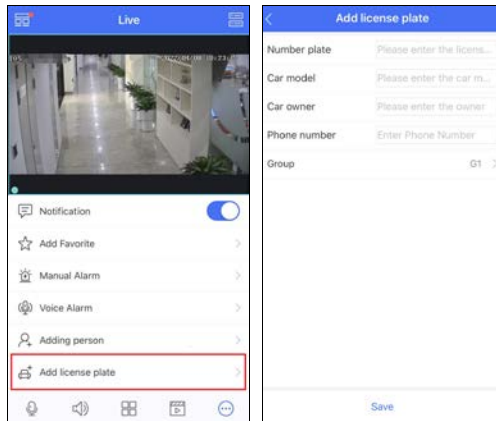 Live
Notification
Add Favorite
Manual Alarm
Voice Alarm
Adding person
Add license plate
Add license plate
Number plate Please enter the licens...
Car model Please enter the car m...
Car owner Please enter the owner
Phone number Enter Phone Number
Group G1
Save